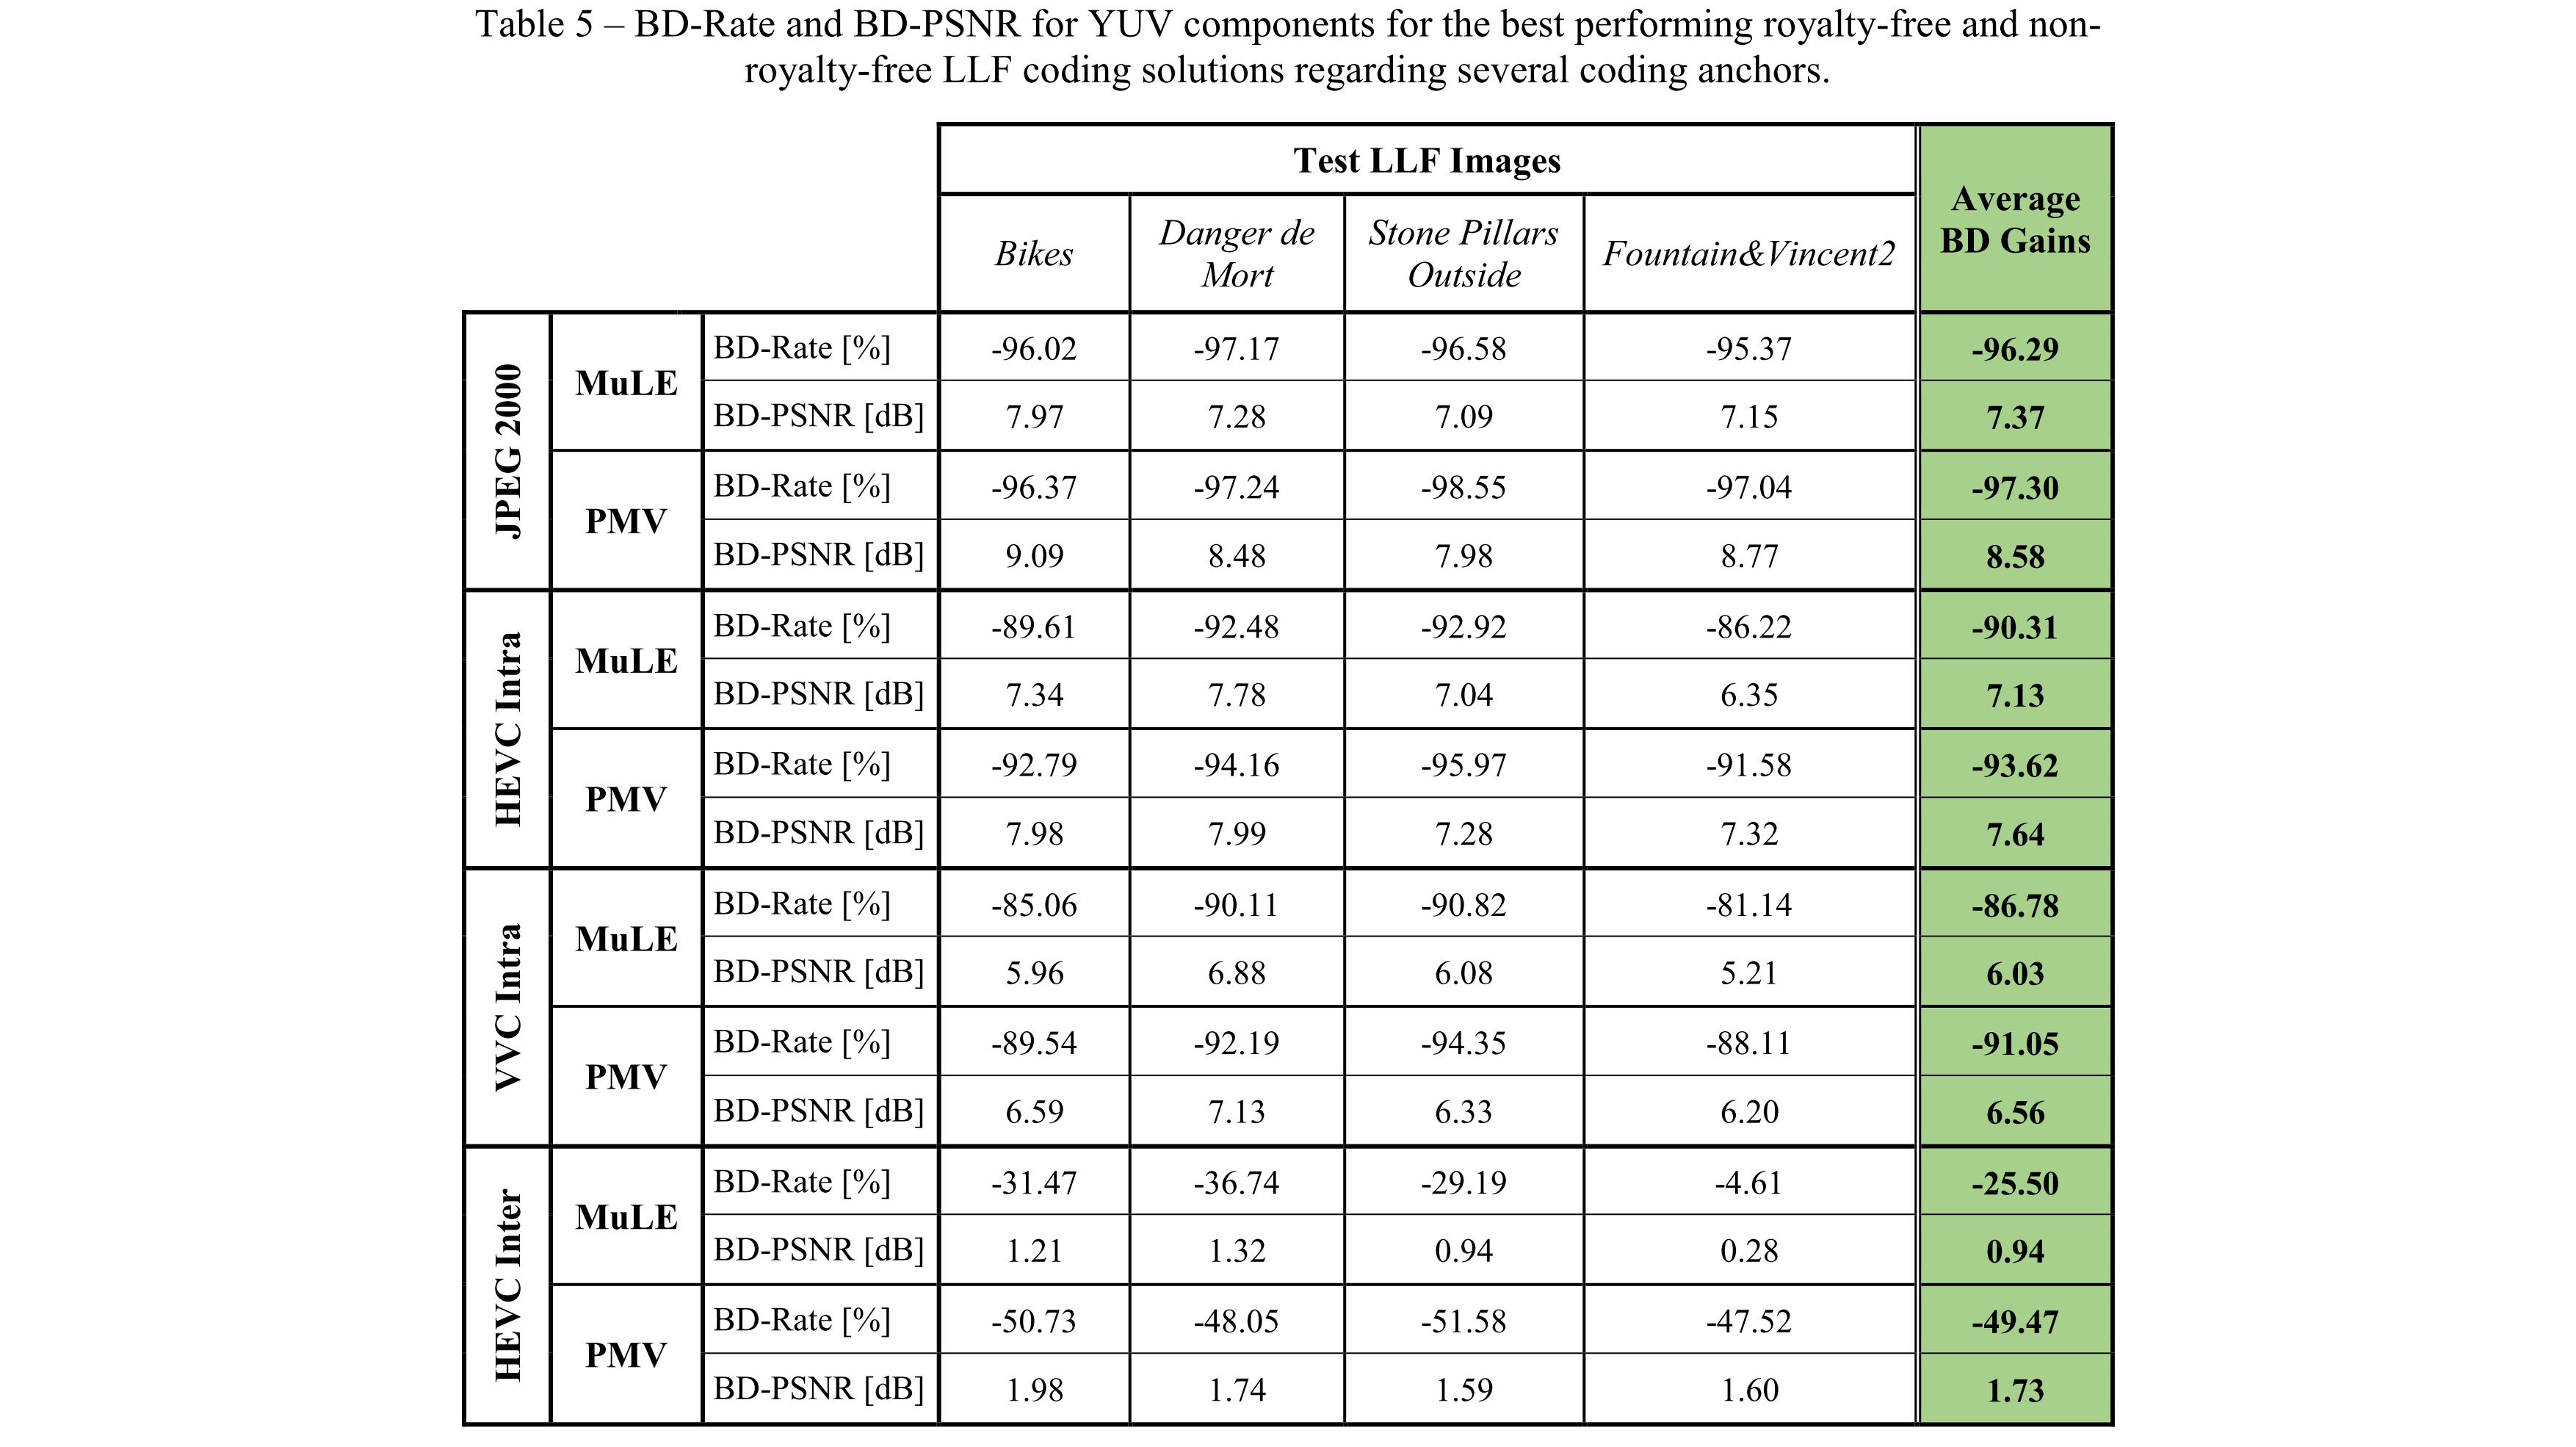 Table 5 – BD-Rate and BD-PSNR for YUV components for the best performing royalty-free and non-
royalty-free LLF coding solutions regarding several coding anchors.
Test LLF Images
Average
BD Gains
Bikes
Danger de
Mort
Stone Pillars
Outside
Fountain&Vincent2
JPEG 2000
MuLE
BD-Rate [%] -96.02 -97.17 -96.58 -95.37 -96.29
BD-PSNR [dB] 7.97 7.28 7.09 7.15 7.37
PMV
BD-Rate [%] -96.37 -97.24 -98.55 -97.04 -97.30
BD-PSNR [dB] 9.09 8.48 7.98 8.77 8.58
HEVC Intra
MuLE
BD-Rate [%] -89.61 -92.48 -92.92 -86.22 -90.31
BD-PSNR [dB] 7.34 7.78 7.04 6.35 7.13
PMV
BD-Rate [%] -92.79 -94.16 -95.97 -91.58 -93.62
BD-PSNR [dB] 7.98 7.99 7.28 7.32 7.64
VVC Intra
MuLE
BD-Rate [%] -85.06 -90.11 -90.82 -81.14 -86.78
BD-PSNR [dB] 5.96 6.88 6.08 5.21 6.03
PMV
BD-Rate [%] -89.54 -92.19 -94.35 -88.11 -91.05
BD-PSNR [dB] 6.59 7.13 6.33 6.20 6.56
HEVC Inter
MuLE
BD-Rate [%] -31.47 -36.74 -29.19 -4.61 -25.50
BD-PSNR [dB] 1.21 1.32 0.94 0.28 0.94
PMV
BD-Rate [%] -50.73 -48.05 -51.58 -47.52 -49.47
BD-PSNR [dB] 1.98 1.74 1.59 1.60 1.73